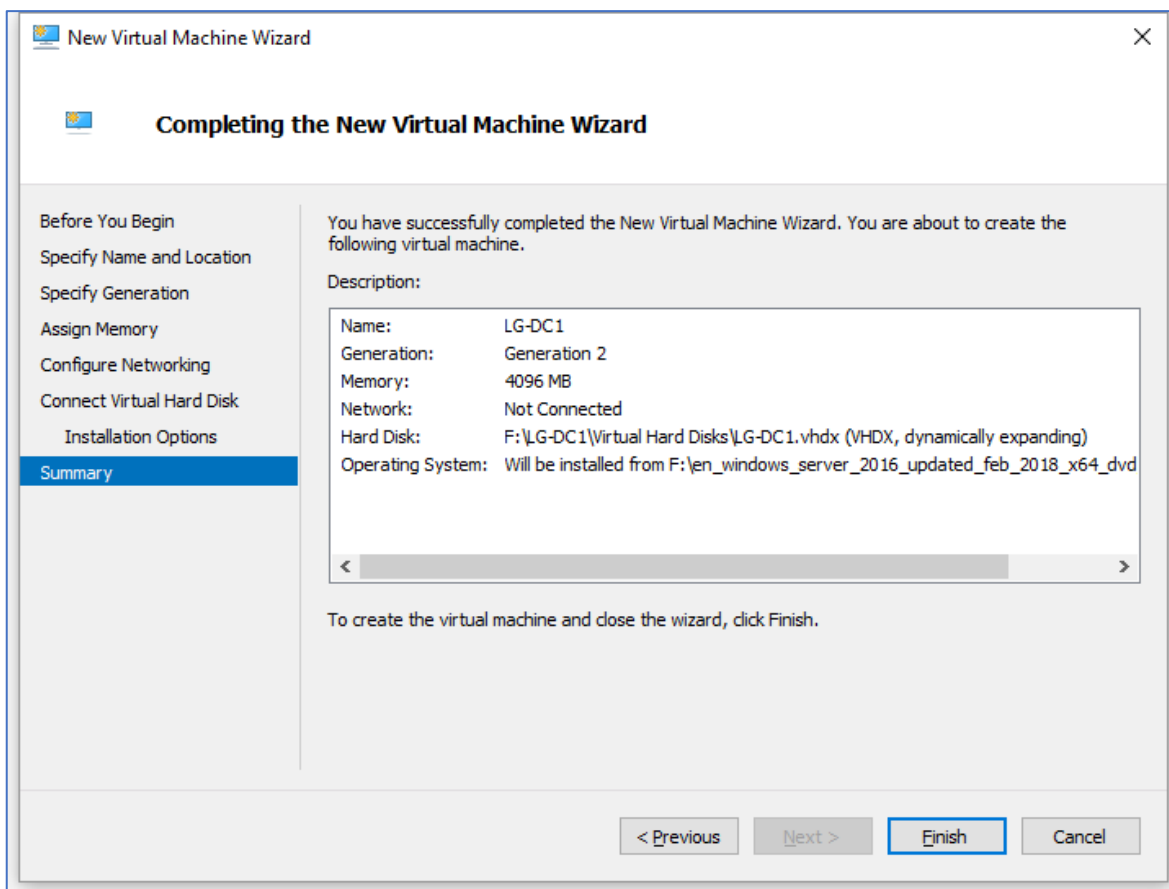 New Virtual Machine Wizard
Completing the New Virtual Machine Wizard
Before You Begin
Specify Name and Location
Specify Generation
Assign Memory
Configure Networking
Connect Virtual Hard Disk
Installation Options
Summary
You have successfully completed the New Virtual Machine Wizard. You are about to create the
following virtual machine.
Description:
Name: LG-DC1
Generation: Generation 2
Memory: 4096 MB
Network: Not Connected
Hard Disk: F:\LG-DC1\Virtual Hard Disks\LG-DC1.vhdx (VHDX, dynamically expanding)
Operating System: Will be installed from F:\en_windows_server_2016_updated_feb_2018_x64_dvd
To create the virtual machine and close the wizard, click Finish.
< Previous
Next >
Finish
Cancel